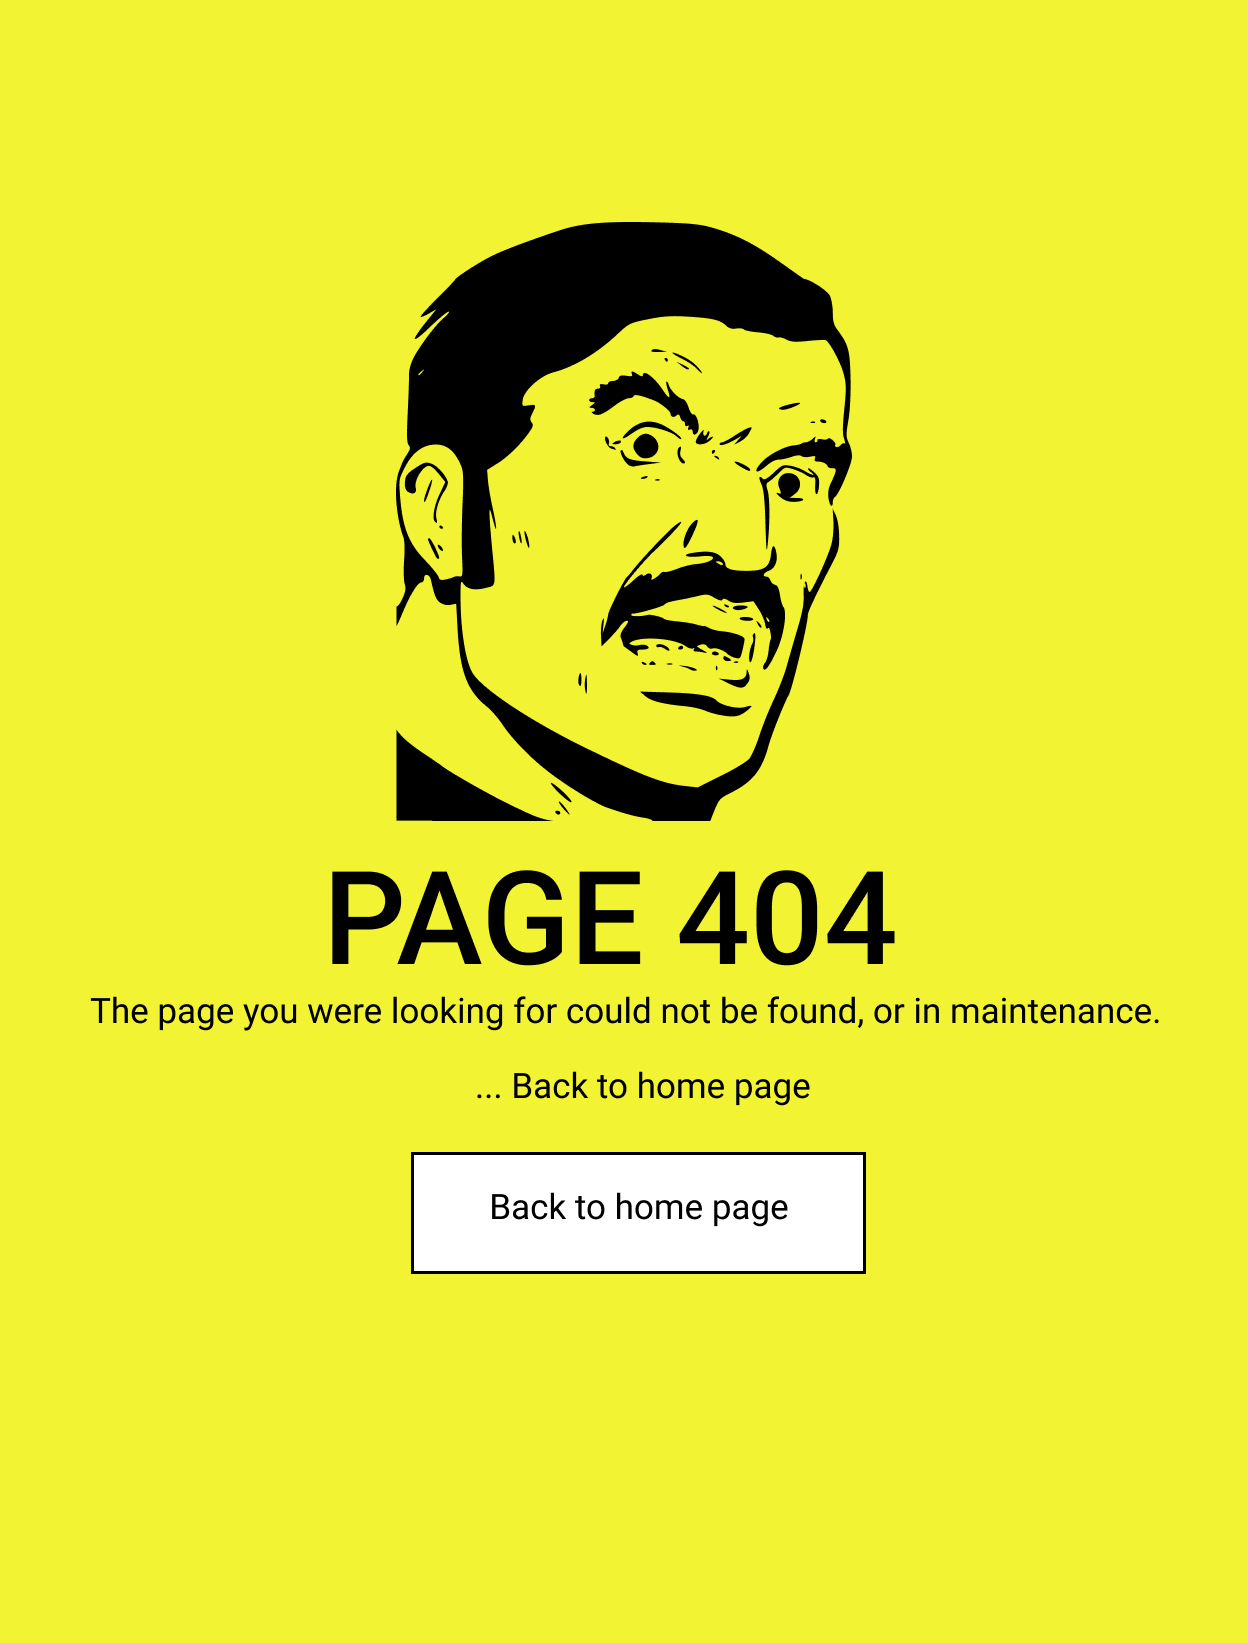 PAGE 404
The page you were looking for could not be found, or in maintenance.
... Back to home page
Back to home page